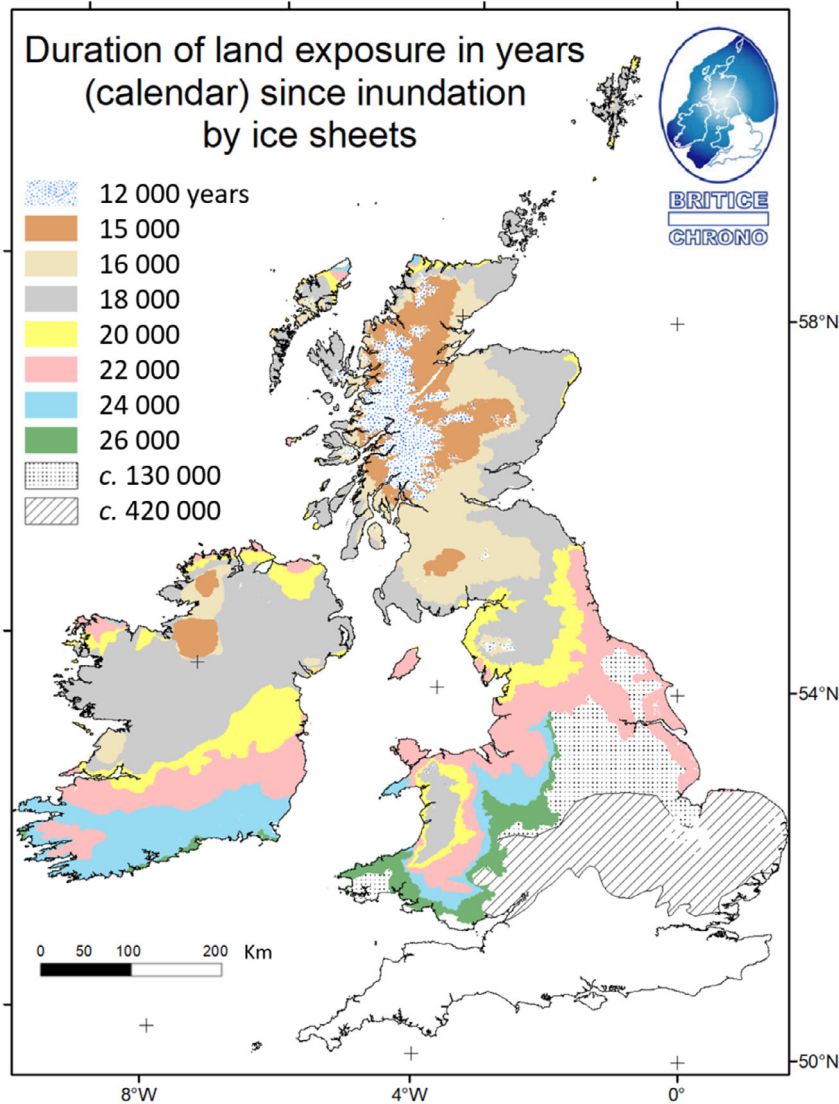 Duration of land exposure in years
(calendar) since inundation
by ice sheets
BRITICE
CHRONO
12 000 years
15 000
16 000
18 000
20 000
22 000
24 000
26 000
c. 130 000
c. 420 000
58°N
54°N
50°N
0 50 100 200 Km
8°W 4°W 0°